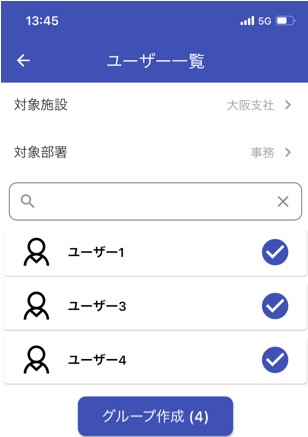 13:45
5G
ユーザー一覧
対象施設
大阪支社
対象部署
事務
ユーザー1
ユーザー3
ユーザー4
グループ作成 (4)